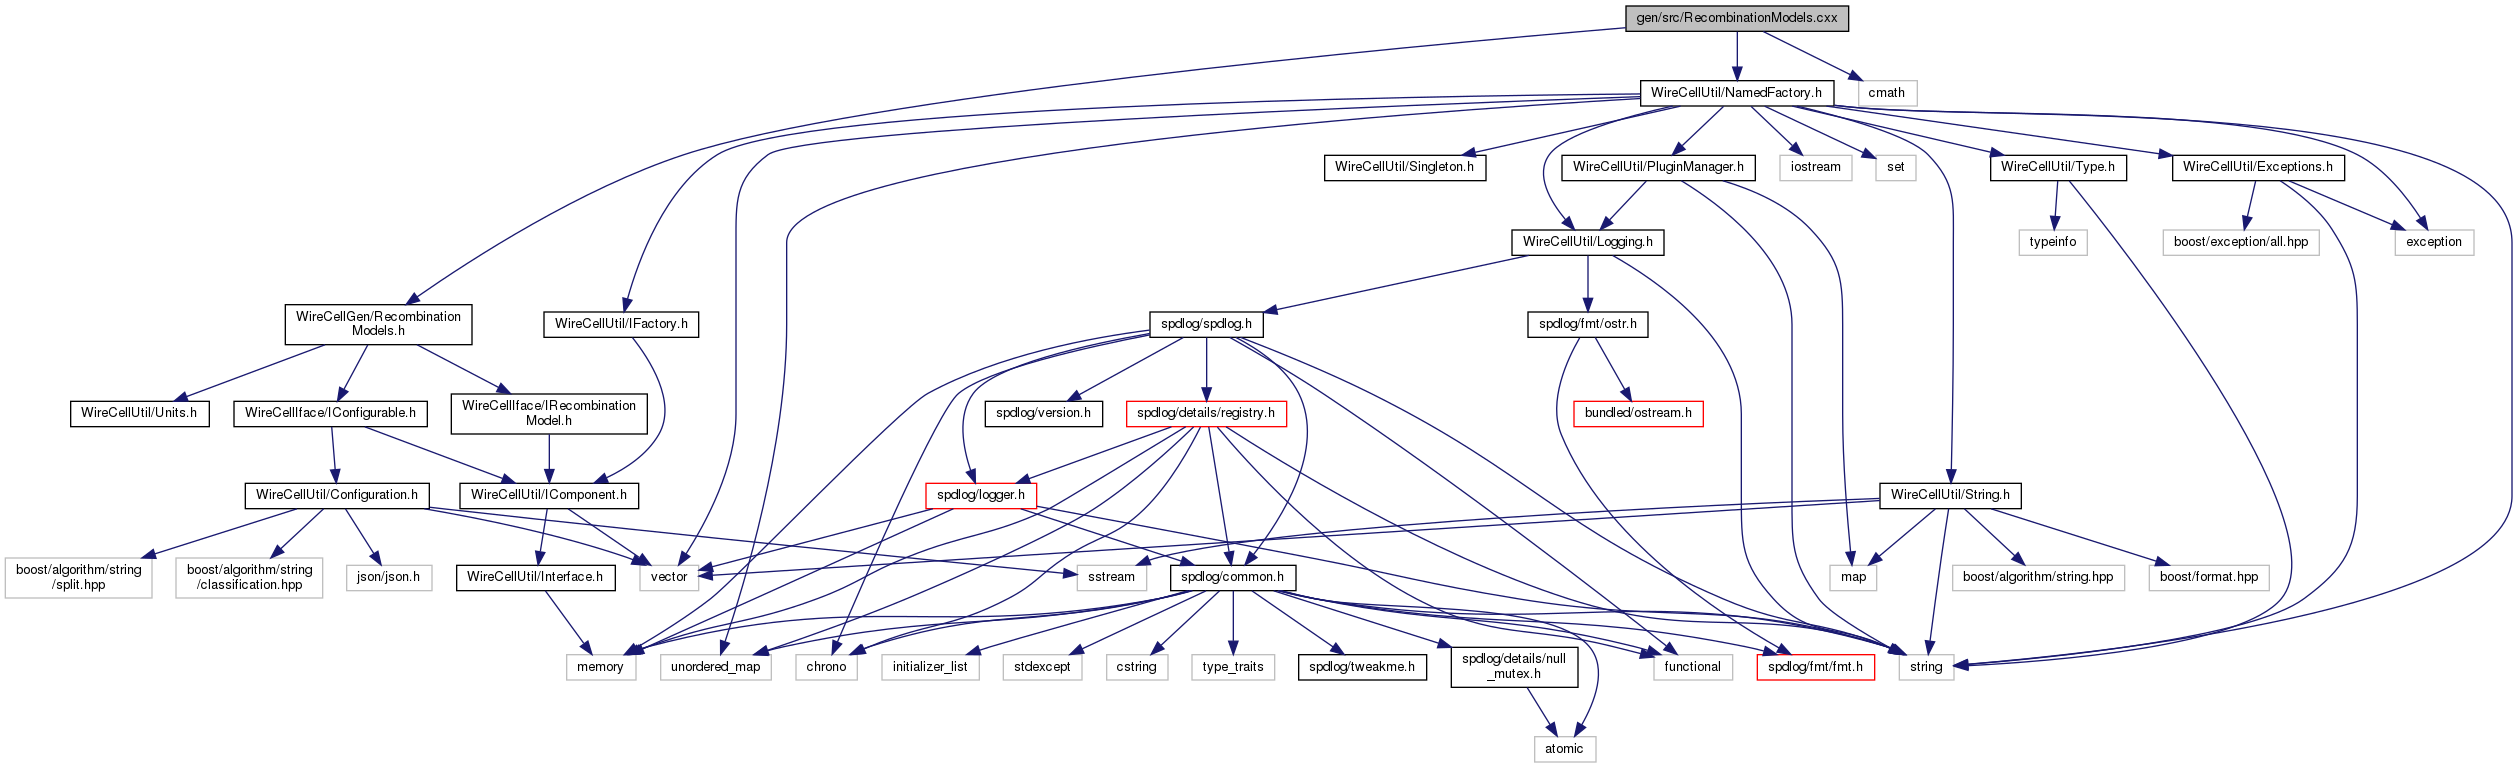 gen/src/RecombinationModels.cxx
WireCellUtil/NamedFactory.h
cmath
WireCellUtil/Singleton.h
WireCellUtil/PluginManager.h
iostream
set
WireCellUtil/Type.h
WireCellUtil/Exceptions.h
WireCellUtil/Logging.h
typeinfo
boost/exception/all.hpp
exception
WireCellGen/Recombination
Models.h
WireCellUtil/IFactory.h
spdlog/spdlog.h
spdlog/fmt/ostr.h
WireCellUtil/Units.h
WireCellIface/IConfigurable.h
WireCellIface/IRecombination
Model.h
spdlog/version.h
spdlog/details/registry.h
bundled/ostream.h
WireCellUtil/Configuration.h
WireCellUtil/IComponent.h
spdlog/logger.h
WireCellUtil/String.h
boost/algorithm/string
/split.hpp
boost/algorithm/string
/classification.hpp
json/json.h
WireCellUtil/Interface.h
vector
sstream
spdlog/common.h
map
boost/algorithm/string.hpp
boost/format.hpp
memory
unordered_map
chrono
initializer_list
stdexcept
cstring
type_traits
spdlog/tweakme.h
spdlog/details/null
_mutex.h
functional
spdlog/fmt/fmt.h
string
atomic